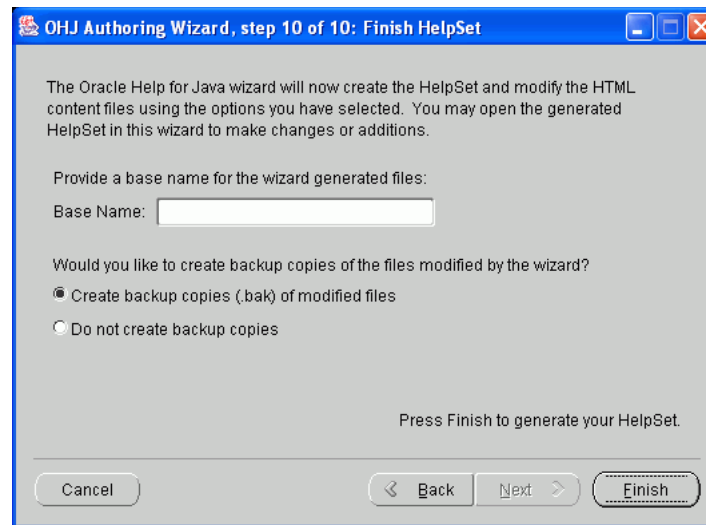 OHJ Authoring Wizard, step 10 of 10: Finish HelpSet
The Oracle Help for Java wizard will now create the HelpSet and modify the HTML
content files using the options you have selected. You may open the generated
HelpSet in this wizard to make changes or additions.
Provide a base name for the wizard generated files:
Base Name:
Would you like to create backup copies of the files modified by the wizard?
Create backup copies (.bak) of modified files
Do not create backup copies
Press Finish to generate your HelpSet.
Cancel Back Next Finish